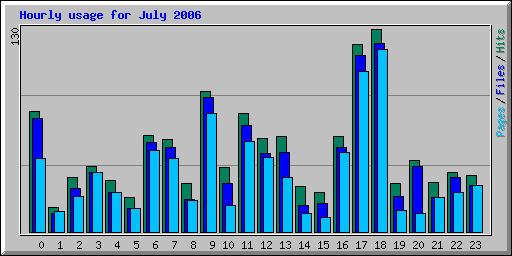 Hourly usage for July 2006
130
Pages / Files / Hits
0 1 2 3 4 5 6 7 8 9 10 11 12 13 14 15 16 17 18 19 20 21 22 23